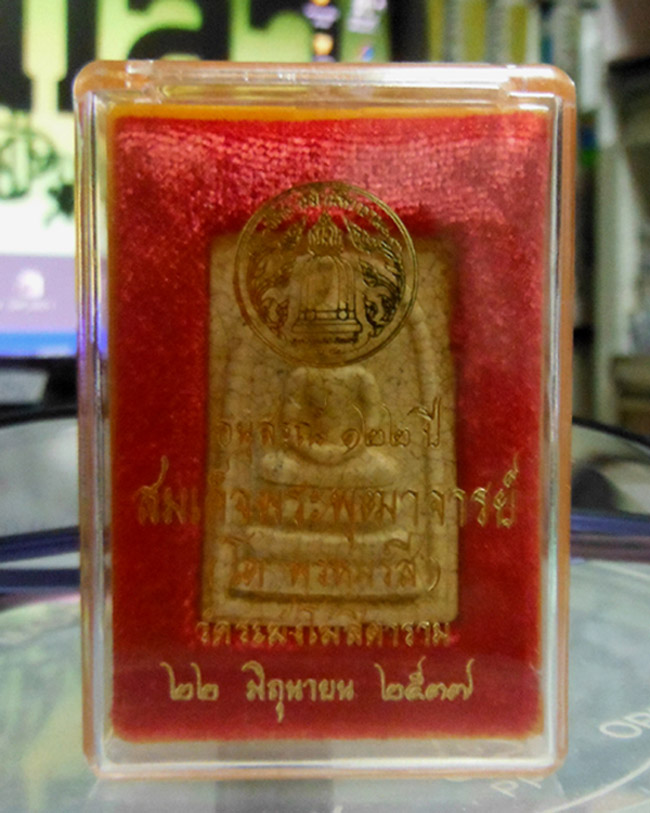 อนุสรณ์ ๑๒๒ ปี
สมเด็จพระพุฒาจารย์
(โต พรหมรังสี)
วัดระฆังโฆสิตาราม
๒๒ มิถุนายน ๒๕๓๗